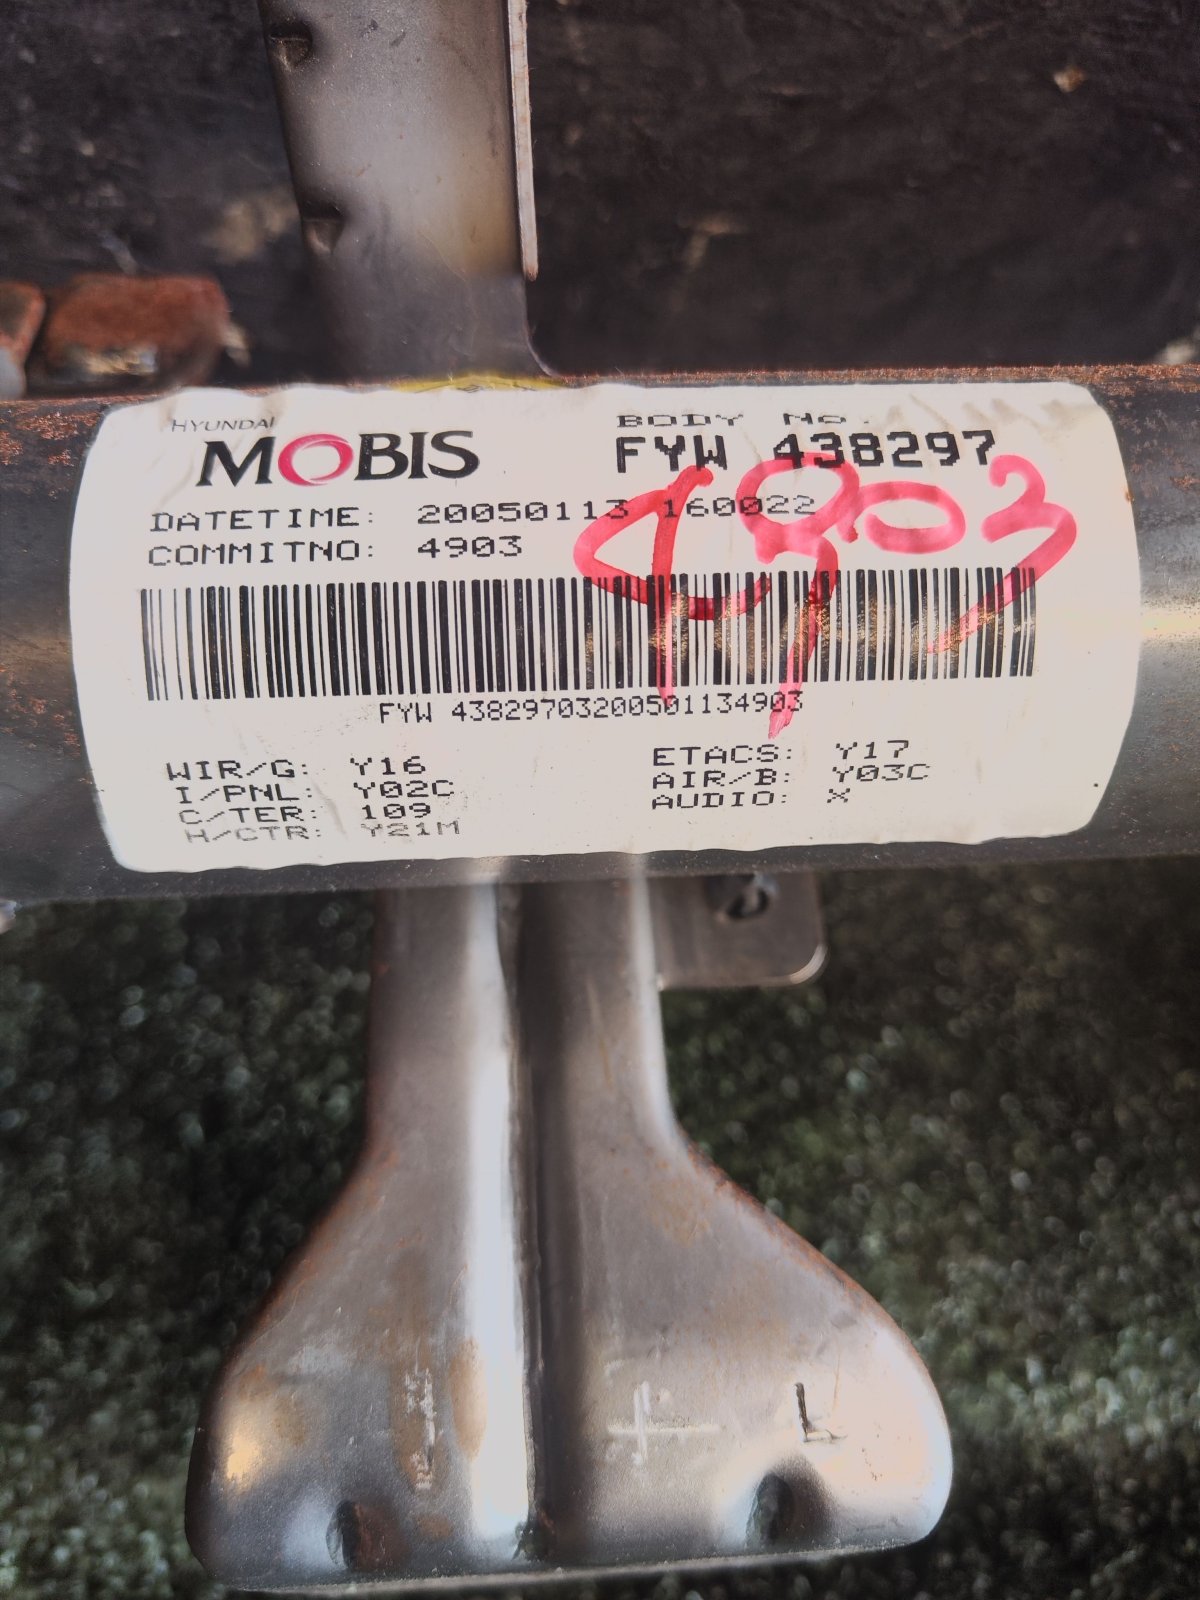 HYUNDAI
MOBIS
BODY No.
FYW 438297
DATETIME: 20050113 160022
COMMITNO: 4903
4903
FYW 43829703200501134903
WIR/G: Y16
I/PNL: Y02C
C/TER: 109
H/CTR: Y21M
ETACS: Y17
AIR/B: Y03C
AUDIO: X
L